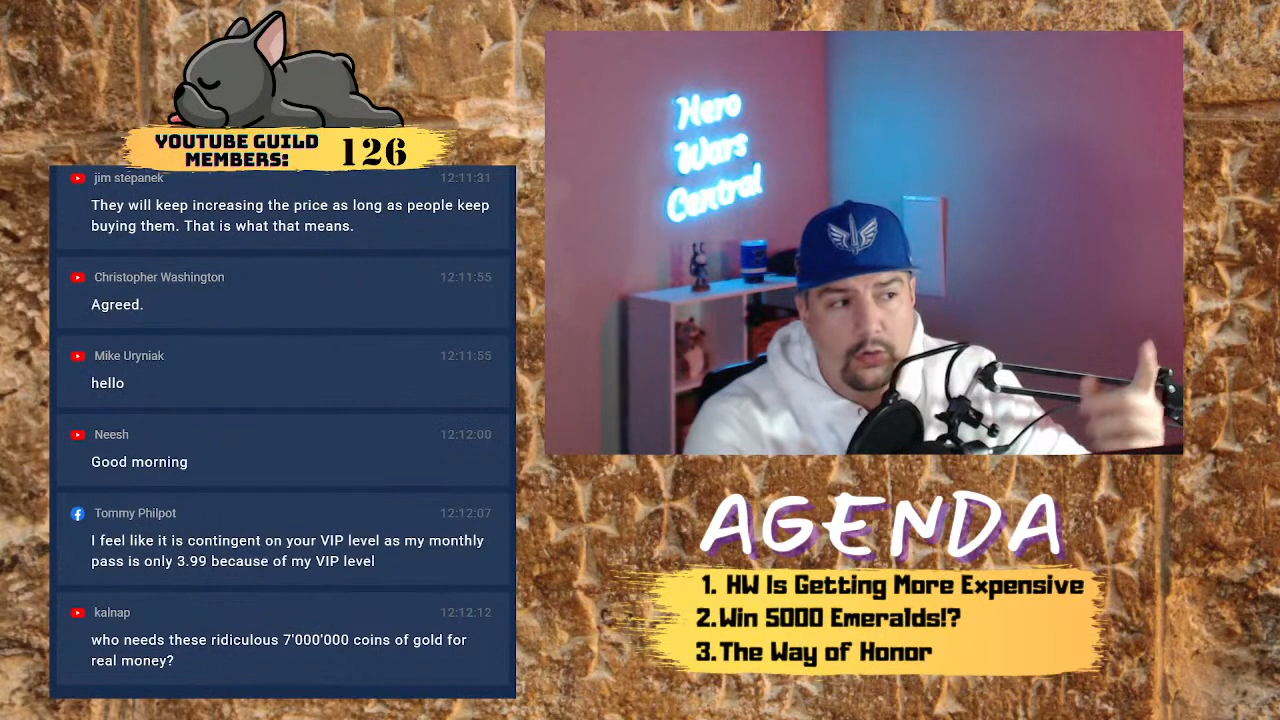 YOUTUBE GUILD
MEMBERS:
126
jim stepanek
12:11:31
They will keep increasing the price as long as people keep
buying them. That is what that means.
Christopher Washington
12:11:55
Agreed.
Mike Uryniak
12:11:55
hello
Neesh
12:12:00
Good morning
Tommy Philpot
12:12:07
I feel like it is contingent on your VIP level as my monthly
pass is only 3.99 because of my VIP level
kalnap
12:12:12
who needs these ridiculous 7'000'000 coins of gold for
real money?
Hero
Wars
Central
AGENDA
1. HW Is Getting More Expensive
2.Win 5000 Emeralds!?
3.The Way of Honor